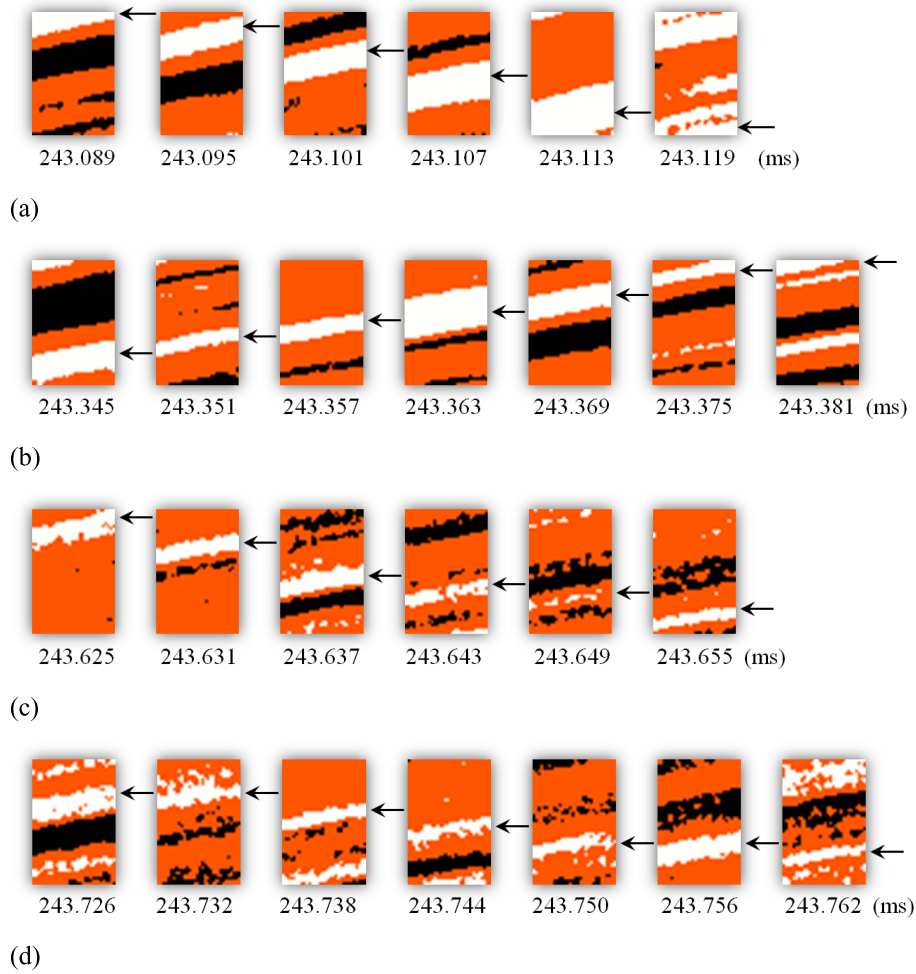 243.089 243.095 243.101 243.107 243.113 243.119 (ms)
(a)
243.345 243.351 243.357 243.363 243.369 243.375 243.381 (ms)
(b)
243.625 243.631 243.637 243.643 243.649 243.655 (ms)
(c)
243.726 243.732 243.738 243.744 243.750 243.756 243.762 (ms)
(d)